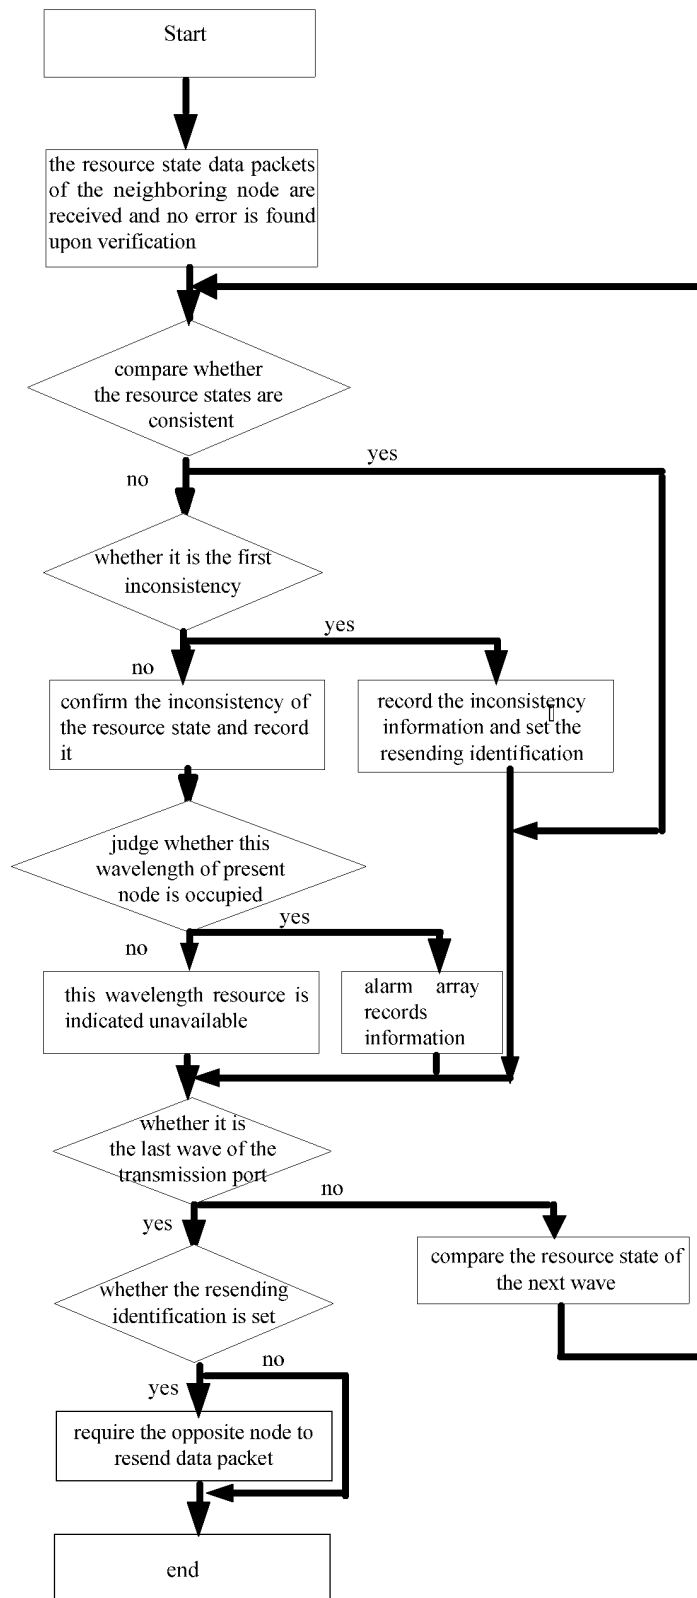 Start
the resource state data packets
of the neighboring node are
received and no error is found
upon verification
compare whether
the resource states are
consistent
yes
no
whether it is the first
inconsistency
yes
no
confirm the inconsistency of
the resource state and record
it
record the inconsistency
information and set the
resending identification
judge whether this
wavelength of present
node is occupied
yes
no
this wavelength resource is
indicated unavailable
alarm array
records
information
whether it is
the last wave of the
transmission port
no
yes
compare the resource state of
the next wave
whether the resending
identification is set
no
yes
require the opposite node to
resend data packet
end